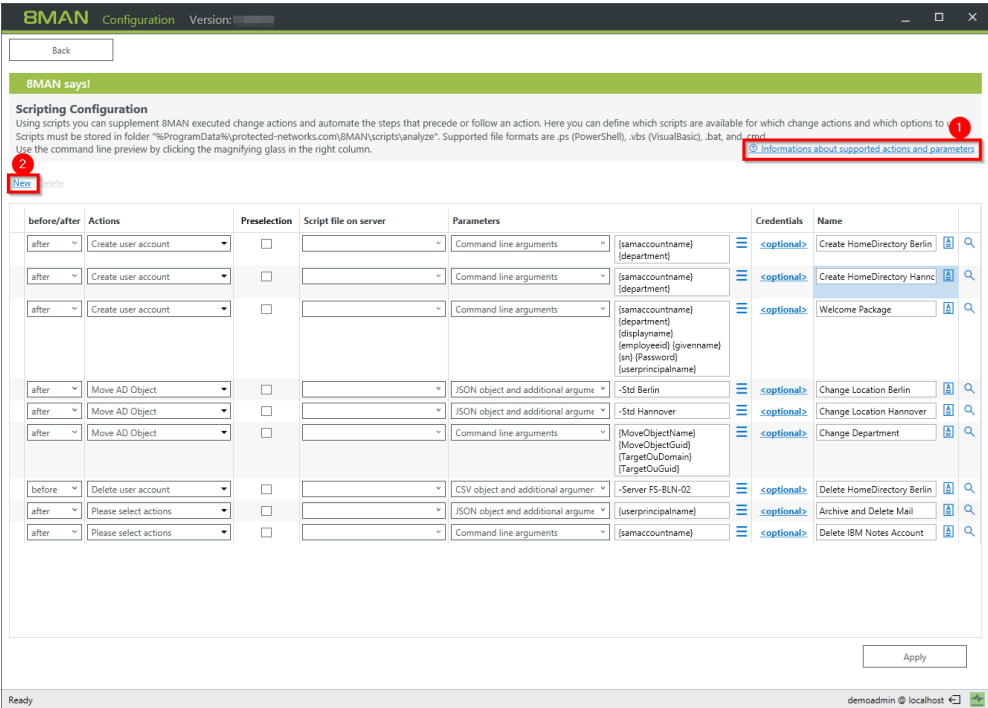 8MAN Configuration Version:
Back
8MAN says!
Scripting Configuration
Using scripts you can supplement 8MAN executed change actions and automate the steps that precede or follow an action. Here you can define which scripts are available for which change actions and which options to
Scripts must be stored in folder "%ProgramData%\protected-networks.com\8MAN\scripts\analyze". Supported file formats are .ps (PowerShell), .vbs (VisualBasic), .bat, and .cmd
1
Use the command line preview by clicking the magnifying glass in the right column.
Informations about supported actions and parameters
2
New Delete
before/after Actions Preselection Script file on server Parameters Credentials Name
after Create user account Command line arguments {samaccountname} <optional> Create HomeDirectory Berlin
{department}
after Create user account Command line arguments {samaccountname} <optional> Create HomeDirectory Hannc
{department}
after Create user account Command line arguments {samaccountname} <optional> Welcome Package
{department}
{displayname}
{employeeid} {givenname}
{sn} {Password}
{userprincipalname}
after Move AD Object JSON object and additional argume -Std Berlin <optional> Change Location Berlin
after Move AD Object JSON object and additional argume -Std Hannover <optional> Change Location Hannover
after Move AD Object Command line arguments {MoveObjectName} <optional> Change Department
{MoveObjectGuid}
{TargetOuDomain}
{TargetOuGuid}
before Delete user account CSV object and additional argumen -Server FS-BLN-02 <optional> Delete HomeDirectory Berlin
after Please select actions JSON object and additional argume {userprincipalname} <optional> Archive and Delete Mail
after Please select actions Command line arguments {samaccountname} <optional> Delete IBM Notes Account
Apply
Ready
demoadmin @ localhost